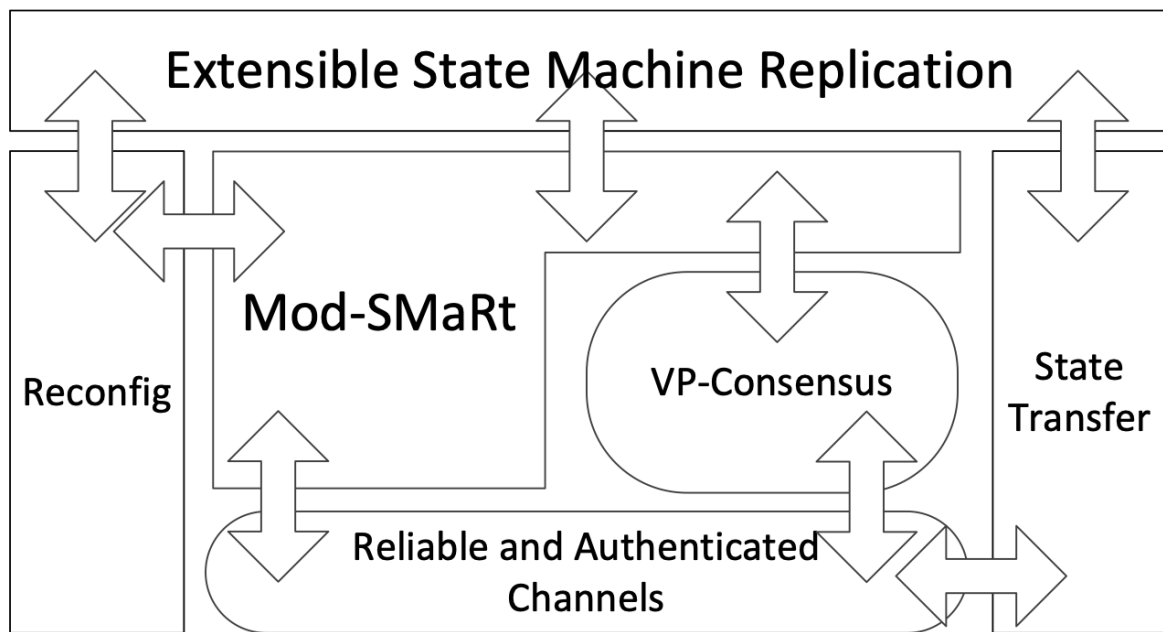 Extensible State Machine Replication
Mod-SMaRt
Reconfig
VP-Consensus
State
Transfer
Reliable and Authenticated
Channels